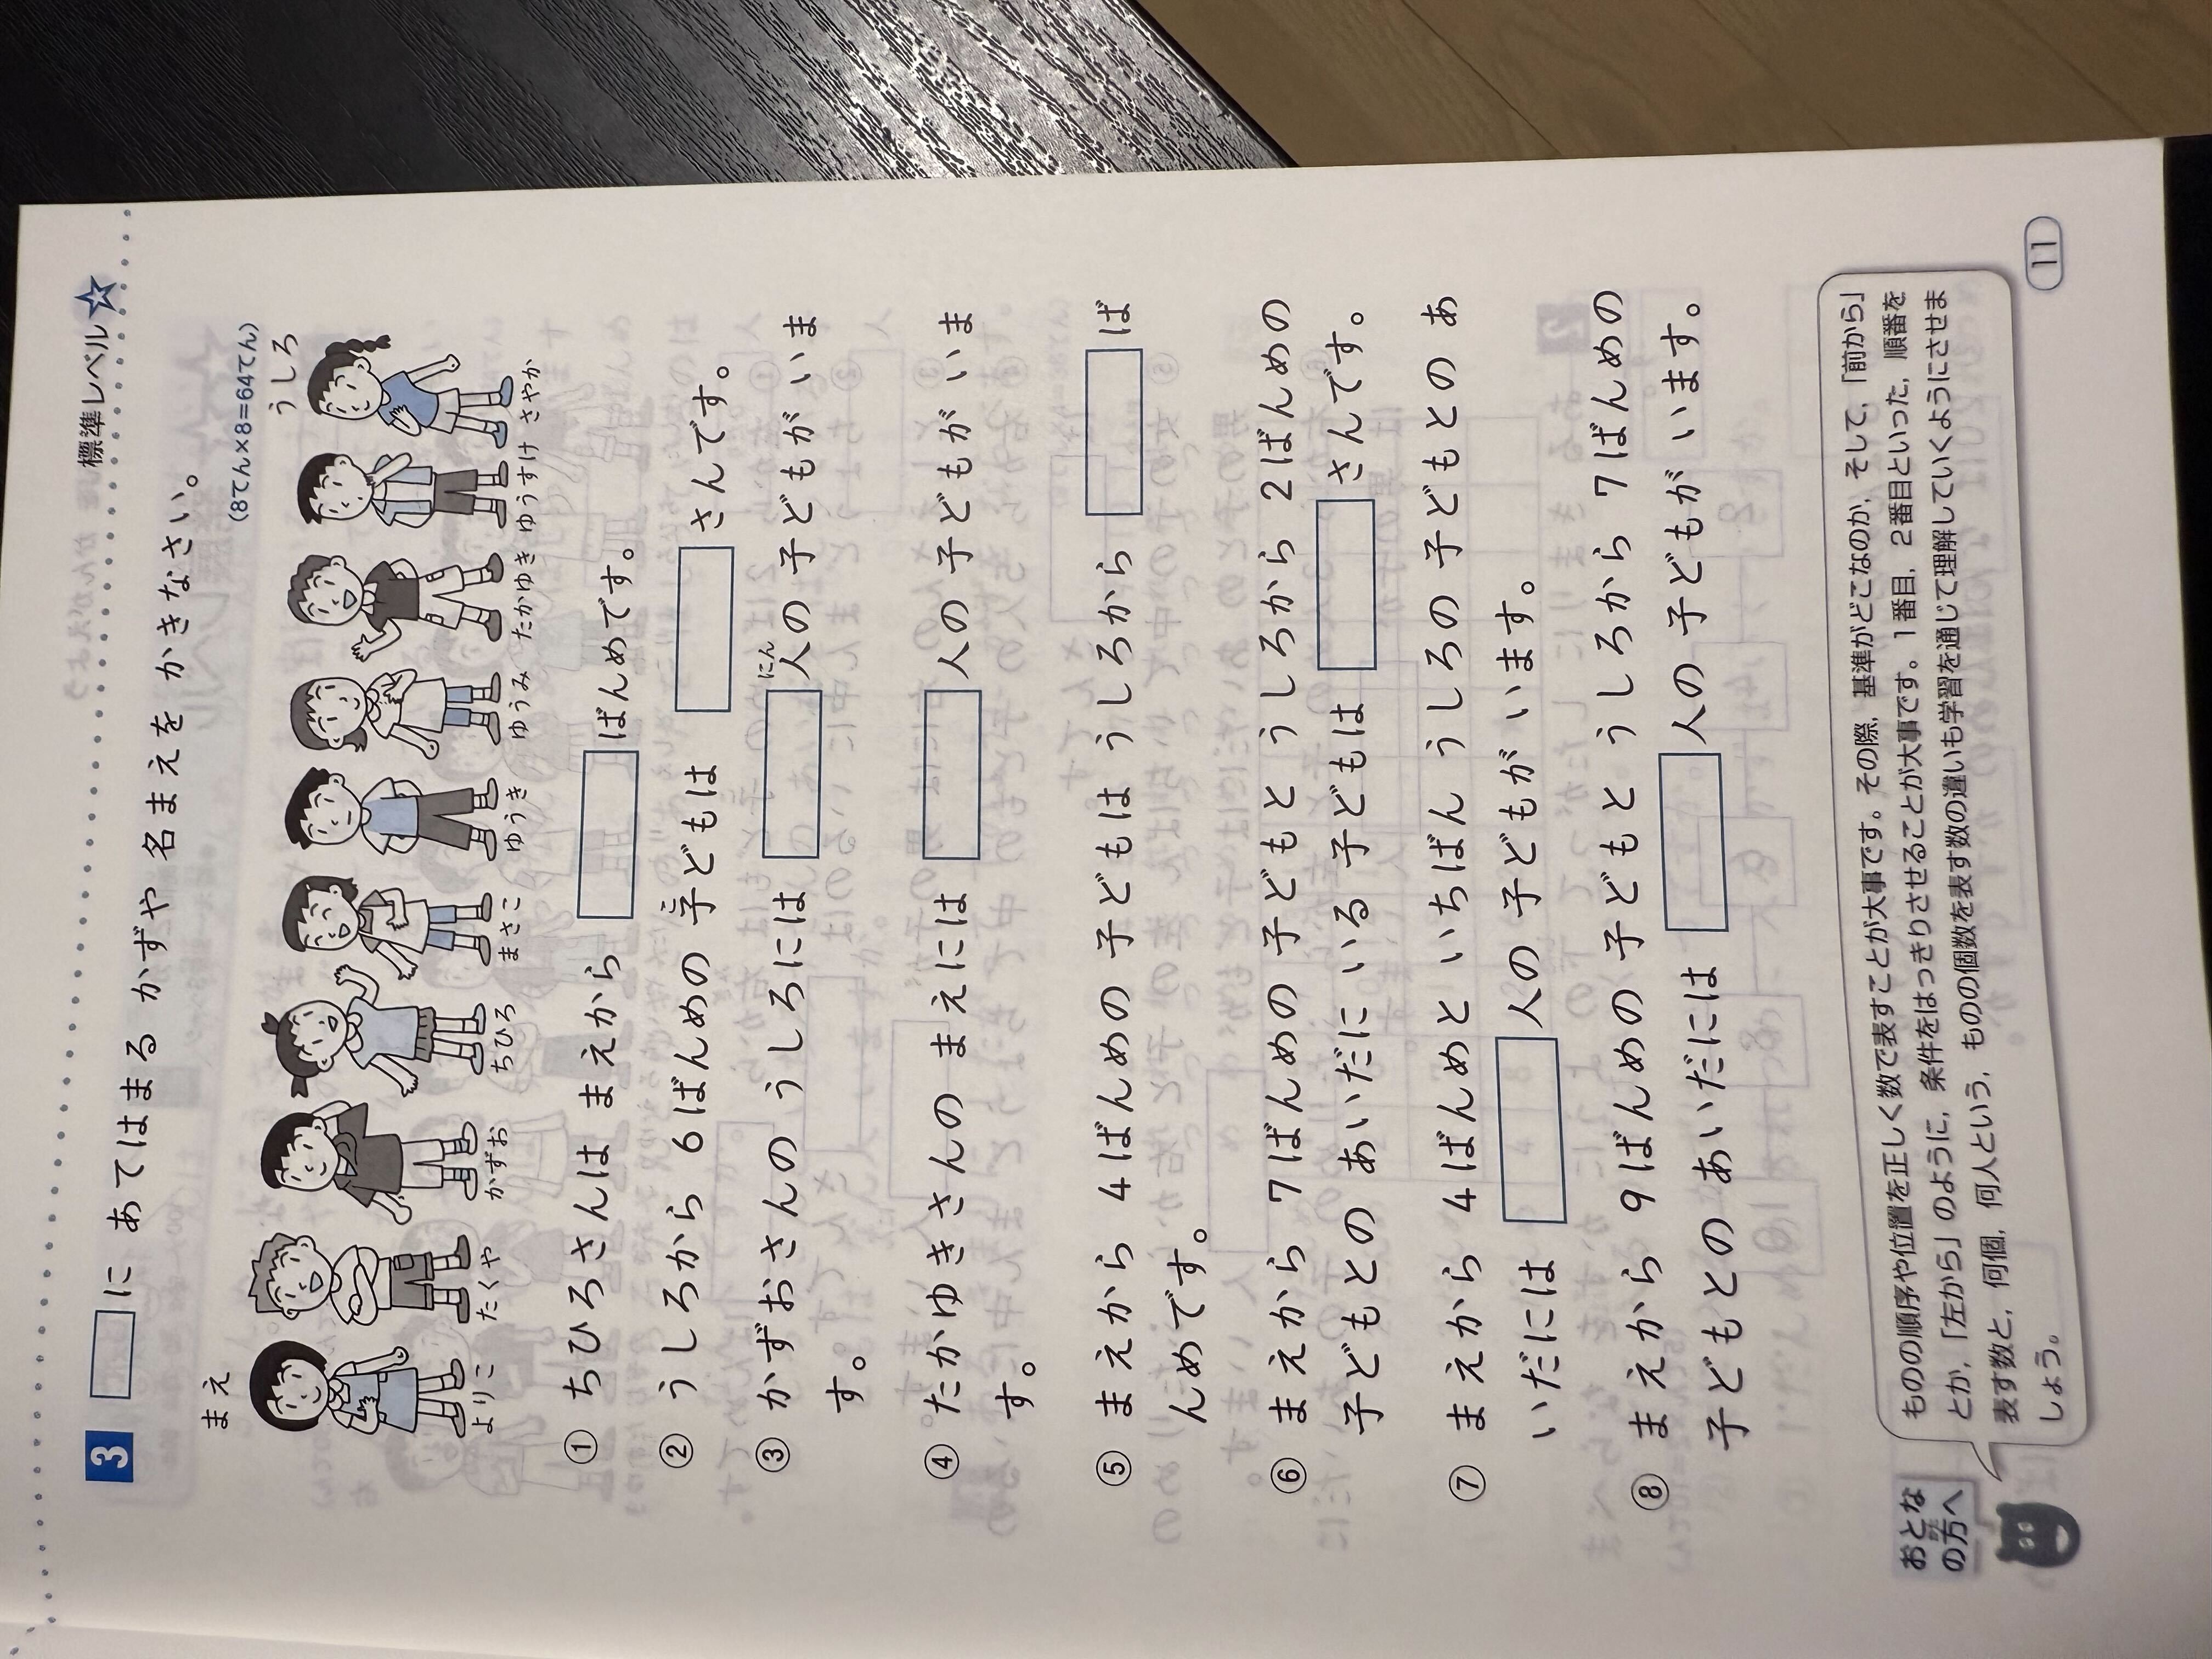 標準レベル☆
3 □に あてはまる かずや 名まえを かきなさい。
(8てん×8=64てん)
まえ うしろ
よりこ たくや かずお ちひろ まさこ ゆうき ゆうみ たかゆき ゆうすけ さやか
① ちひろさんは まえから □ ばんめです。
② うしろから 6ばんめの 子どもは □ さんです。
にん
③ かずおさんの うしろには □ 人の 子どもが いま
す。
④ たかゆきさんの まえには □ 人の 子どもが いま
す。
⑤ まえから 4ばんめの 子どもは うしろから □ ば
んめです。
⑥ まえから 7ばんめの 子どもと うしろから 2ばんめの
子どもとの あいだに いる 子どもは □ さんです。
⑦ まえから 4ばんめと いちばん うしろの 子どもとの あ
いだには □ 人の 子どもが います。
⑧ まえから 9ばんめの 子どもと うしろから 7ばんめの
子どもとの あいだには □ 人の 子どもが います。
おとな
の方へ
ものの順序や位置を正しく数で表すことが大事です。その際，基準がどこなのか，そして，「前から」
とか，「左から」のように，条件をはっきりさせることが大事です。1番目，2番目といった，順番を
表す数と，何個，何人という，ものの個数を表す数の違いも学習を通じて理解していくようにさせま
しょう。
11